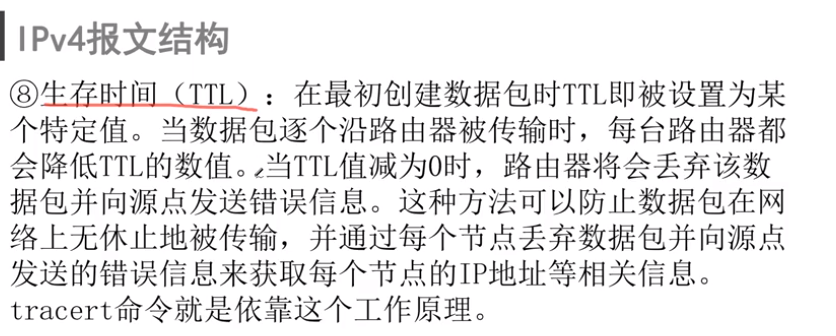 IPv4报文结构
⑧生存时间（TTL）：在最初创建数据包时TTL即被设置为某
个特定值。当数据包逐个沿路由器被传输时，每台路由器都
会降低TTL的数值。当TTL值减为0时，路由器将会丢弃该数
据包并向源点发送错误信息。这种方法可以防止数据包在网
络上无休止地被传输，并通过每个节点丢弃数据包并向源点
发送的错误信息来获取每个节点的IP地址等相关信息。
tracert命令就是依靠这个工作原理。